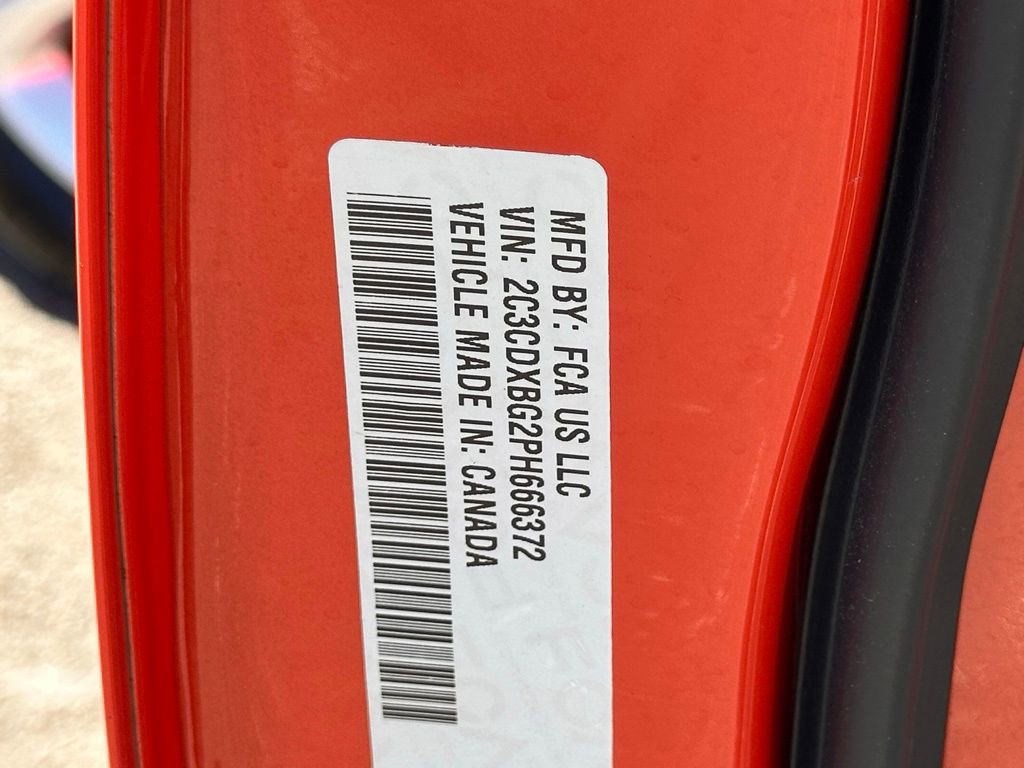 MFD BY: FCA US LLC
VIN: 2C3CDXBG2PH666372
VEHICLE MADE IN: CANADA